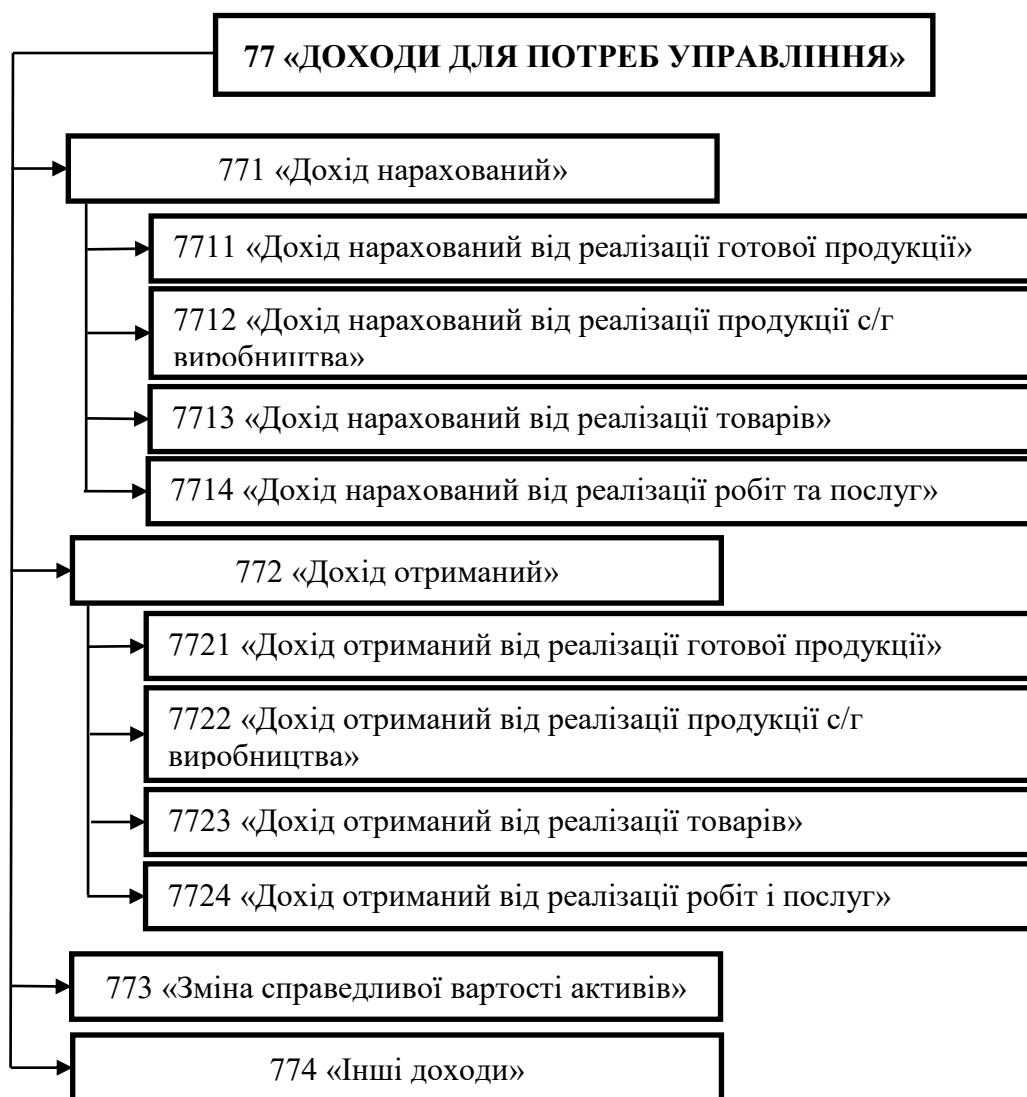 77 «ДОХОДИ ДЛЯ ПОТРЕБ УПРАВЛІННЯ»
771 «Дохід нарахований»
7711 «Дохід нарахований від реалізації готової продукції»
7712 «Дохід нарахований від реалізації продукції с/г
виробництва»
7713 «Дохід нарахований від реалізації товарів»
7714 «Дохід нарахований від реалізації робіт та послуг»
772 «Дохід отриманий»
7721 «Дохід отриманий від реалізації готової продукції»
7722 «Дохід отриманий від реалізації продукції с/г
виробництва»
7723 «Дохід отриманий від реалізації товарів»
7724 «Дохід отриманий від реалізації робіт і послуг»
773 «Зміна справедливої вартості активів»
774 «Інші доходи»